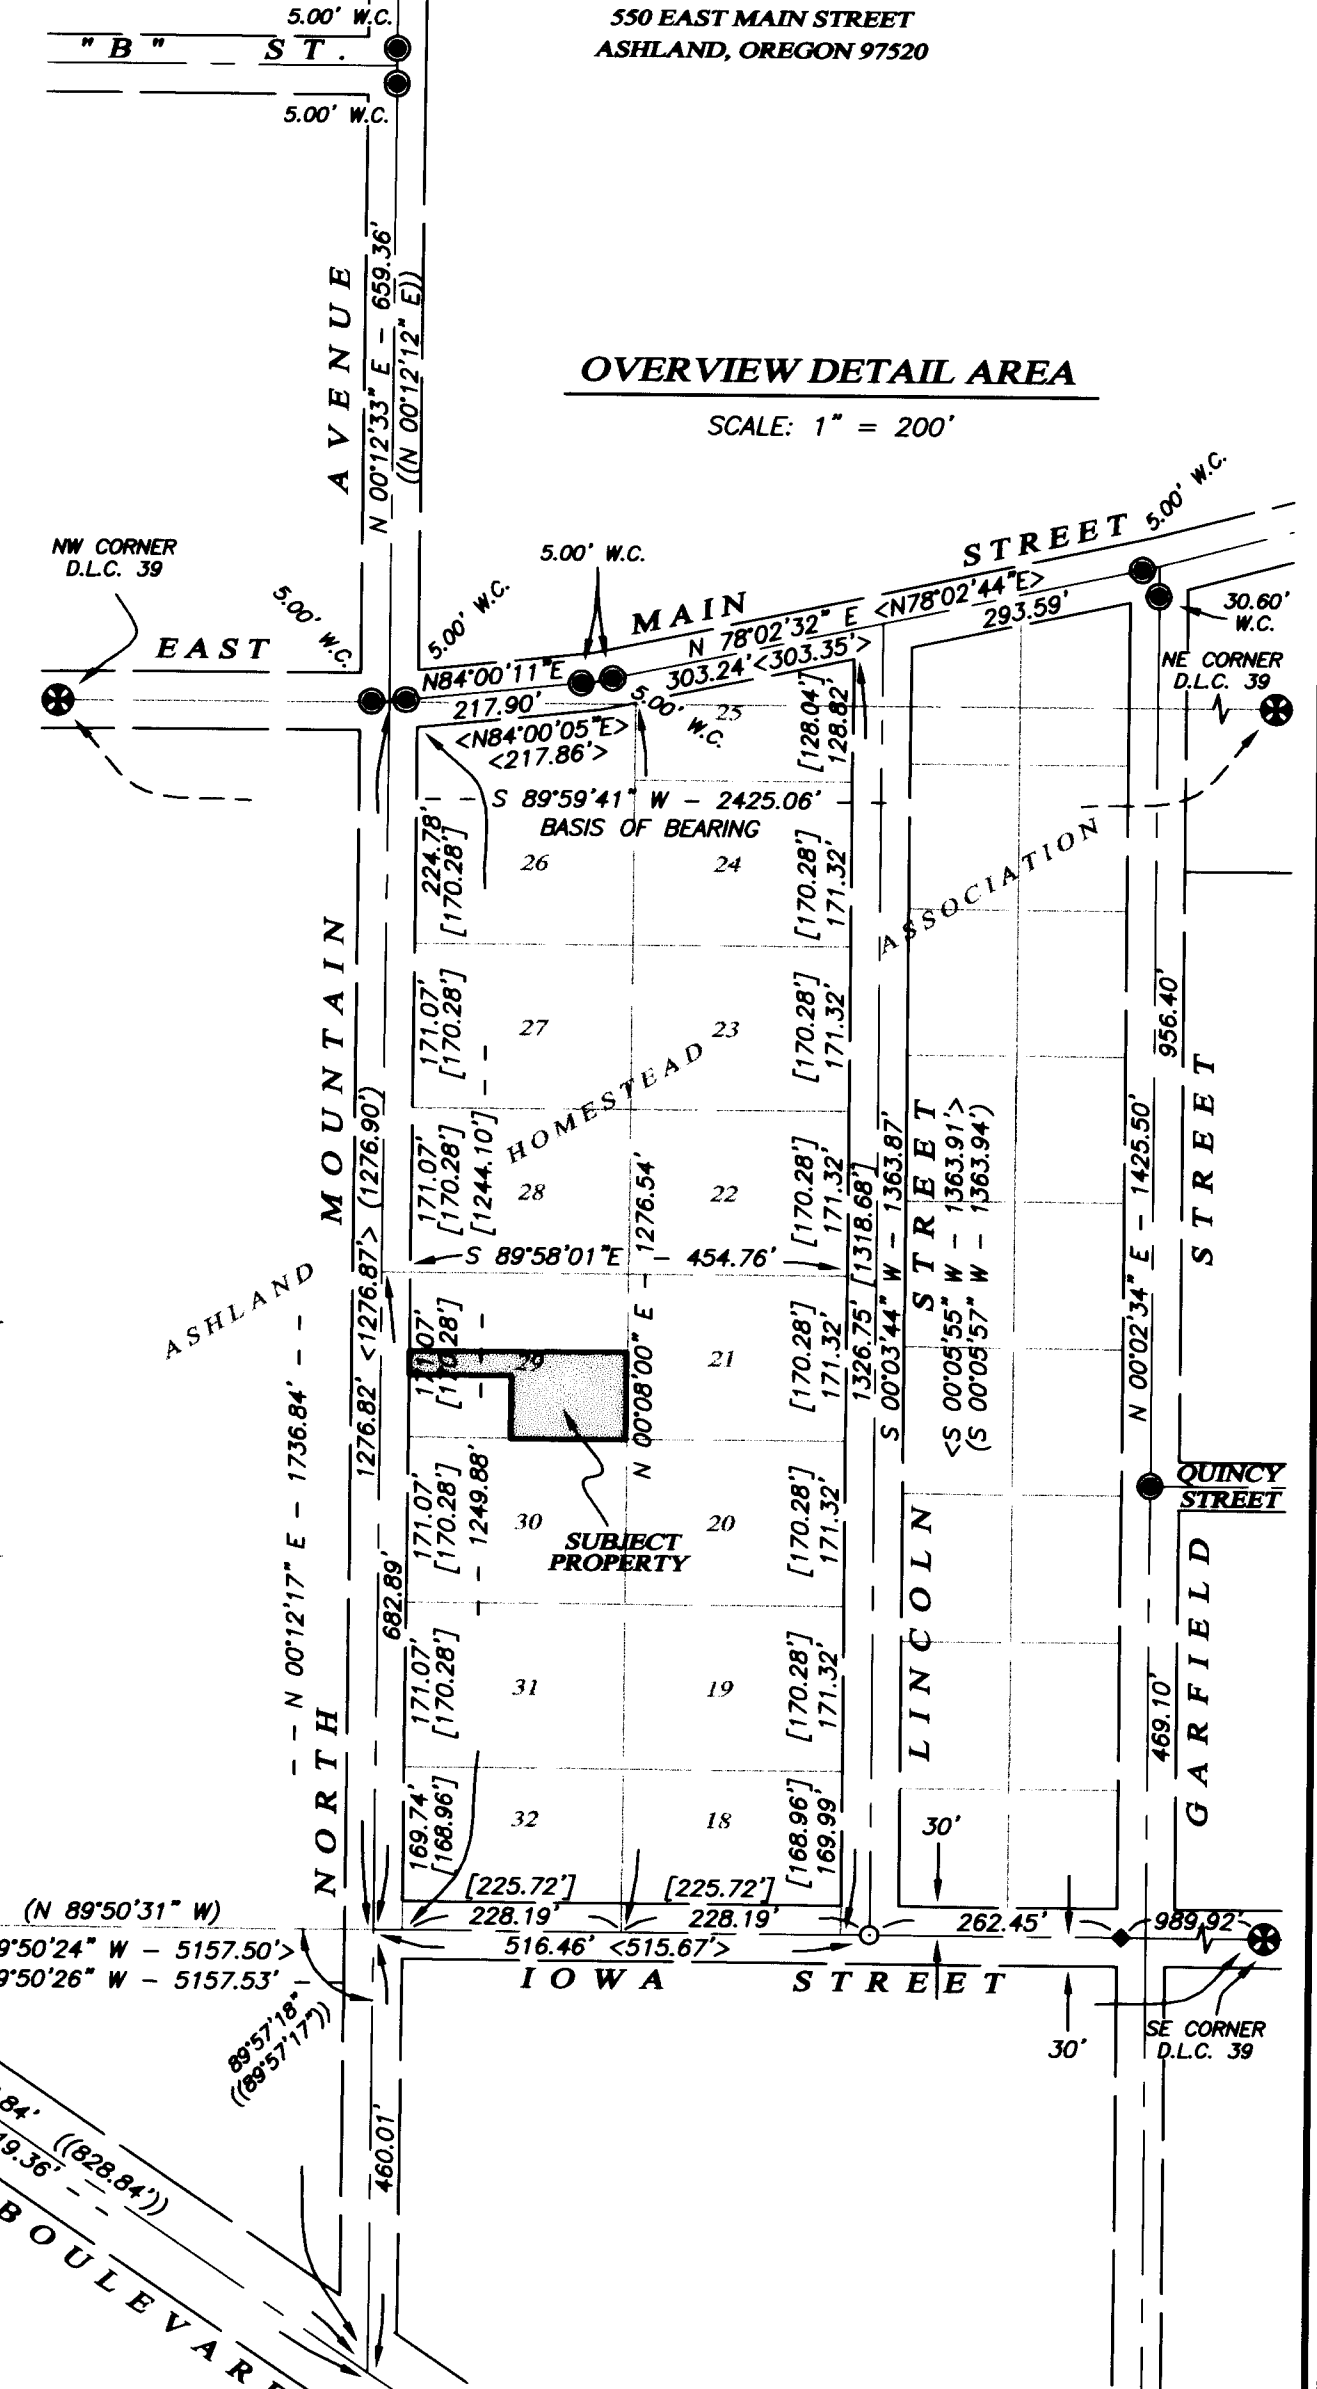 550 EAST MAIN STREET
ASHLAND, OREGON 97520
5.00' W.C.
"B" ST.
5.00' W.C.
AVENUE
N 00°12'33" E - 659.36'
((N 00°12'12" E))
OVERVIEW DETAIL AREA
SCALE: 1" = 200'
NW CORNER
D.L.C. 39
5.00' W.C.
5.00' W.C.
5.00' W.C.
5.00' W.C.
EAST
MAIN
STREET
N84°00'11"E
217.90'
<N84°00'05"E>
<217.86'>
N 78°02'32" E <N78°02'44"E>
293.59'
303.24' <303.35'>
5.00' W.C.
30.60'
W.C.
NE CORNER
D.L.C. 39
25
[128.04']
128.82'
S 89°59'41" W - 2425.06'
BASIS OF BEARING
224.78'
[170.28']
26
24
[170.28']
171.32'
ASSOCIATION
MOUNTAIN
171.07'
[170.28']
27
23
[170.28']
171.32'
956.40'
HOMESTEAD
171.07'
[170.28']
[1244.10']
28
22
[170.28']
171.32'
1276.82' <1276.87'> (1276.90')
N 00°08'00" E - 1276.54'
1326.75' [1318.68']
S 00°03'44" W - 1363.87'
STREET
<S 00°05'55" W - 1363.91'>
(S 00°05'57" W - 1363.94')
N 00°02'34" E - 1425.50'
STREET
S 89°58'01"E - 454.76'
ASHLAND
N 00°12'17" E - 1736.84'
171.07'
[170.28']
29
21
[170.28']
171.32'
QUINCY
STREET
171.07'
[170.28']
1249.88'
30
20
[170.28']
171.32'
SUBJECT
PROPERTY
682.89'
LINCOLN
GARFIELD
171.07'
[170.28']
31
19
[170.28']
171.32'
469.10'
NORTH
169.74'
[168.96']
32
18
[168.96']
169.99'
30'
[225.72']
[225.72']
(N 89°50'31" W)
228.19'
228.19'
262.45'
989.92'
9°50'24" W - 5157.50'>
516.46' <515.67'>
9°50'26" W - 5157.53'
IOWA STREET
89°57'18"
((89°57'17"))
30'
SE CORNER
D.L.C. 39
460.01'
.84' ((828.84'))
19.36'
BOULEVAR